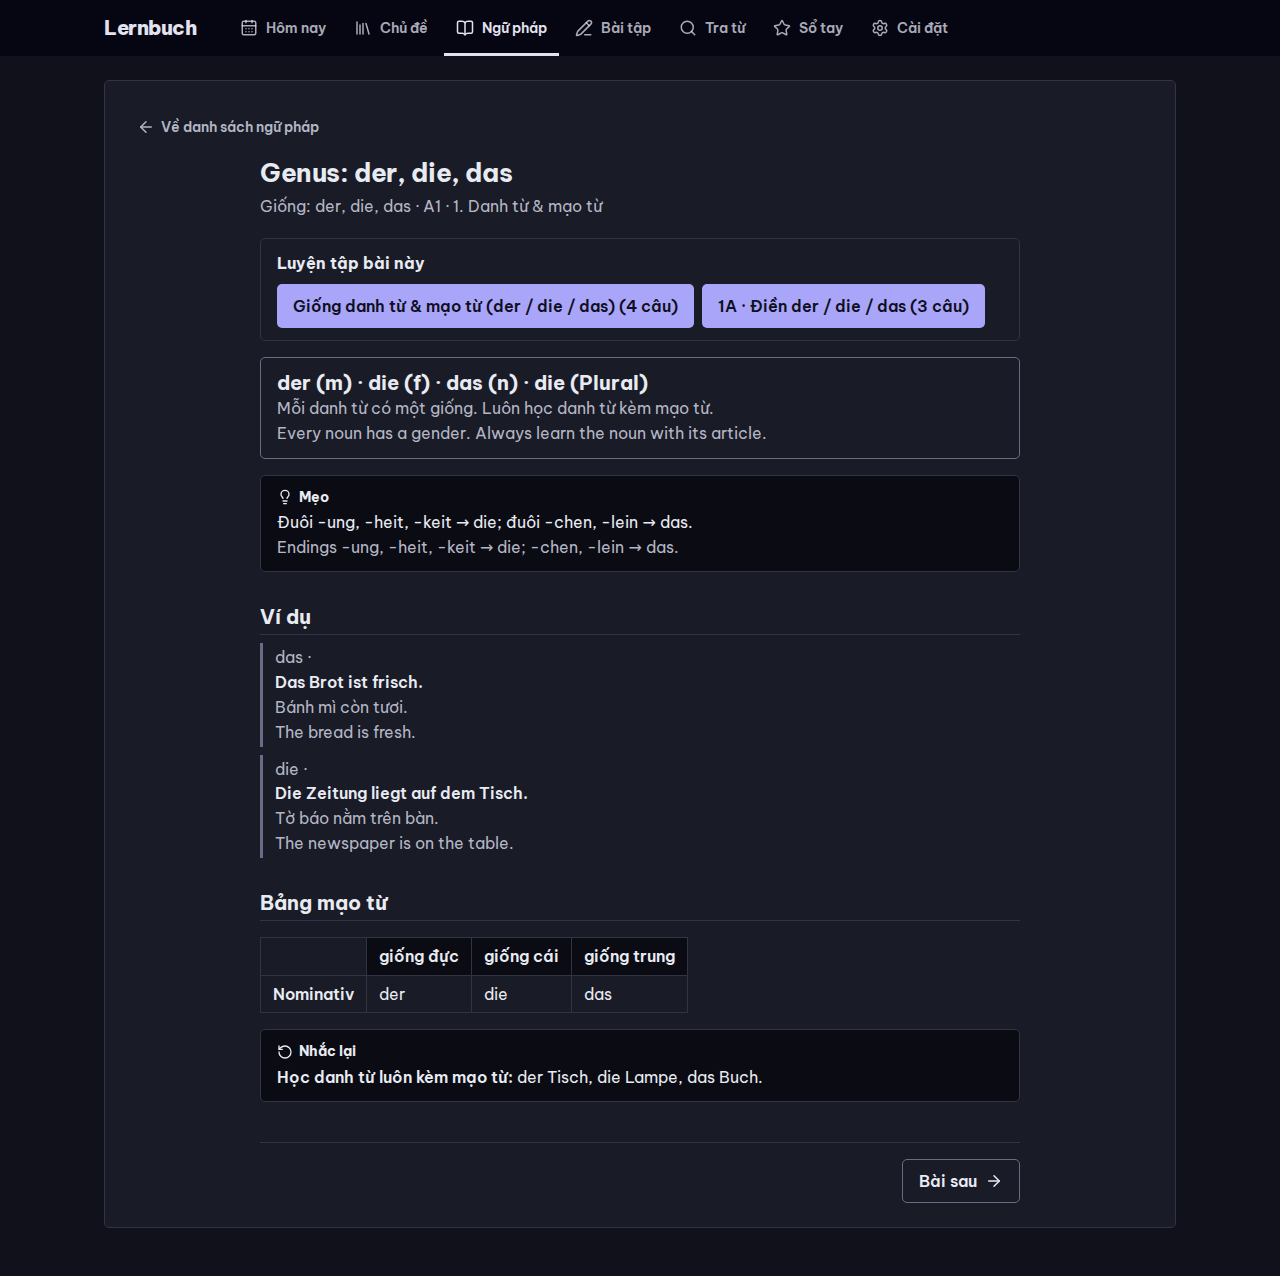 Lernbuch
Hôm nay
Chủ đề
Ngữ pháp
Bài tập
Tra từ
Sổ tay
Cài đặt
Về danh sách ngữ pháp
Genus: der, die, das
Giống: der, die, das · A1 · 1. Danh từ & mạo từ
Luyện tập bài này
Giống danh từ & mạo từ (der / die / das) (4 câu)
1A · Điền der / die / das (3 câu)
der (m) · die (f) · das (n) · die (Plural)
Mỗi danh từ có một giống. Luôn học danh từ kèm mạo từ.
Every noun has a gender. Always learn the noun with its article.
Mẹo
Đuôi -ung, -heit, -keit → die; đuôi -chen, -lein → das.
Endings -ung, -heit, -keit → die; -chen, -lein → das.
Ví dụ
das ·
Das Brot ist frisch.
Bánh mì còn tươi.
The bread is fresh.
die ·
Die Zeitung liegt auf dem Tisch.
Tờ báo nằm trên bàn.
The newspaper is on the table.
Bảng mạo từ
giống đực giống cái giống trung
Nominativ der die das
Nhắc lại
Học danh từ luôn kèm mạo từ: der Tisch, die Lampe, das Buch.
Bài sau